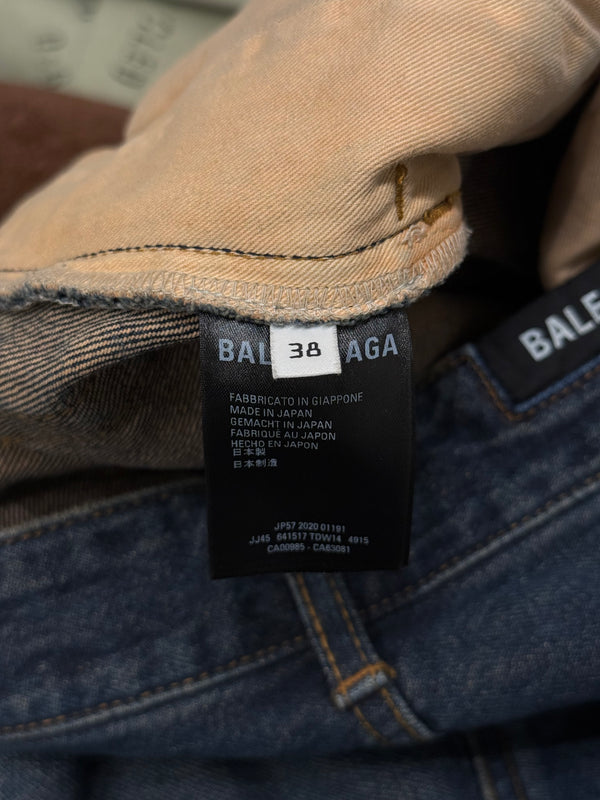 BAL AGA
38
FABBRICATO IN GIAPPONE
MADE IN JAPAN
GEMACHT IN JAPAN
FABRIQUÉ AU JAPON
HECHO EN JAPON
日本製
日本制造
JP57 2020 01191
JJ45 641517 TDW14 4915
CA00985 - CA63081
BALE